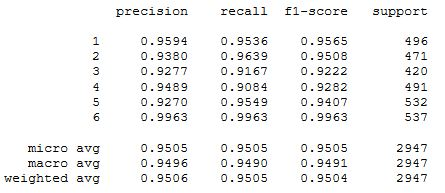 precision recall f1-score support
1 0.9594 0.9536 0.9565 496
2 0.9380 0.9639 0.9508 471
3 0.9277 0.9167 0.9222 420
4 0.9489 0.9084 0.9282 491
5 0.9270 0.9549 0.9407 532
6 0.9963 0.9963 0.9963 537
micro avg 0.9505 0.9505 0.9505 2947
macro avg 0.9496 0.9490 0.9491 2947
weighted avg 0.9506 0.9505 0.9504 2947